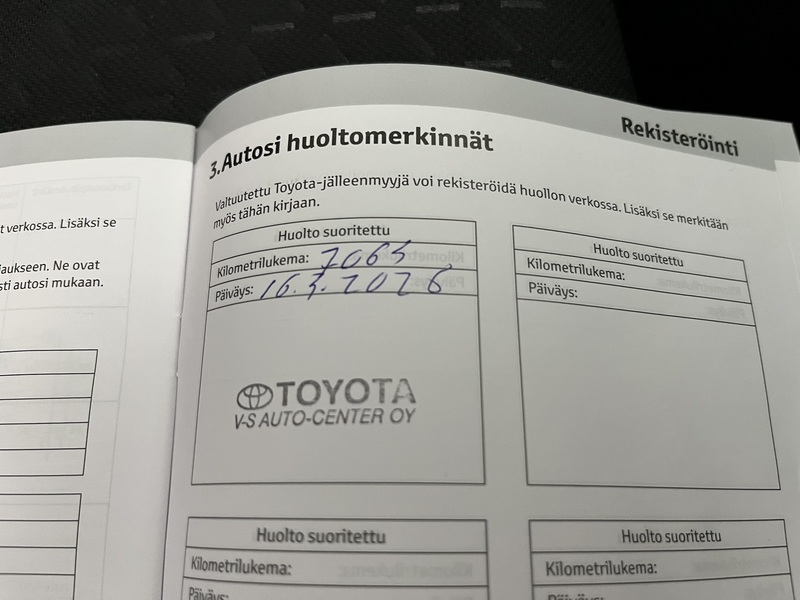 t verkossa. Lisäksi se
aukseen. Ne ovat
sti autosi mukaan.
Rekisteröinti
3.Autosi huoltomerkinnät
Valtuutettu Toyota-jälleenmyyjä voi rekisteröidä huollon verkossa. Lisäksi se merkitään
myös tähän kirjaan.
Huolto suoritettu
Kilometrilukema: 7063
Päiväys: 16.3.2026
TOYOTA
V-S AUTO-CENTER OY
Huolto suoritettu
Kilometrilukema:
Päiväys:
Huolto suoritettu
Kilometrilukema:
Päiväys:
Huolto suoritettu
Kilometrilukema: